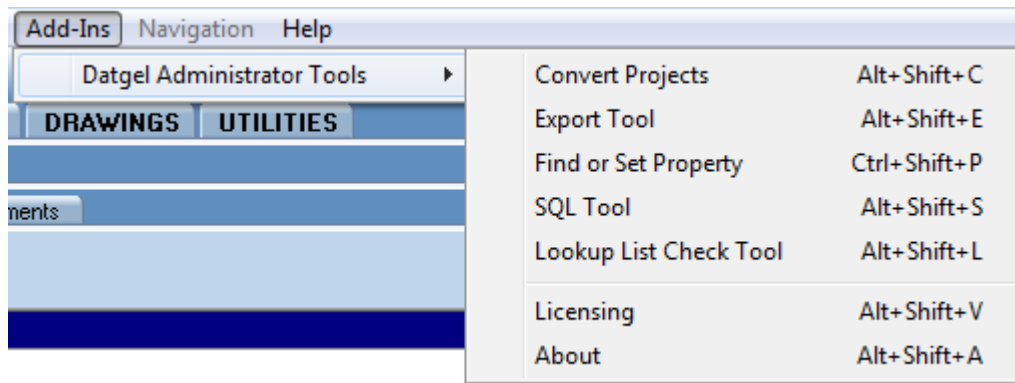 Add-Ins Navigation Help
Datgel Administrator Tools
DRAWINGS UTILITIES
ments
Convert Projects Alt+Shift+C
Export Tool Alt+Shift+E
Find or Set Property Ctrl+Shift+P
SQL Tool Alt+Shift+S
Lookup List Check Tool Alt+Shift+L
Licensing Alt+Shift+V
About Alt+Shift+A